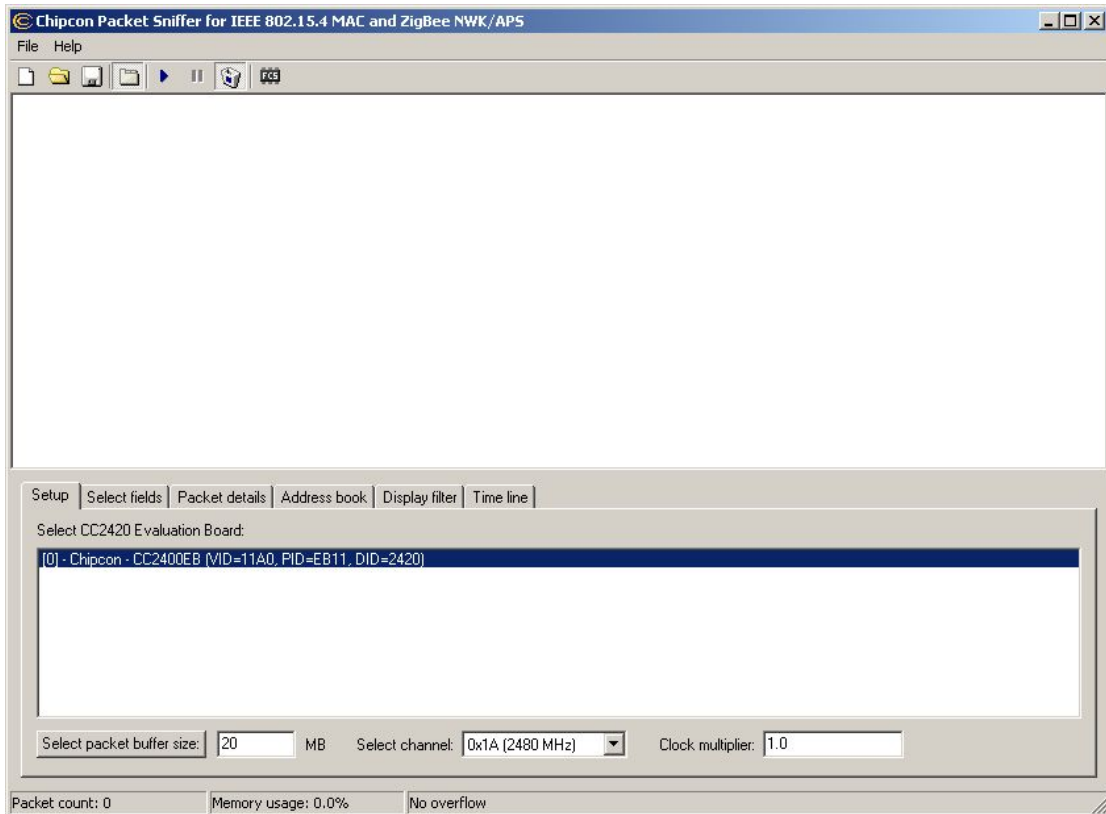 Chipcon Packet Sniffer for IEEE 802.15.4 MAC and ZigBee NWK/APS
File Help
FCS
Setup Select fields Packet details Address book Display filter Time line
Select CC2420 Evaluation Board:
[0] - Chipcon - CC2400EB (VID=11A0, PID=EB11, DID=2420)
Select packet buffer size: 20 MB Select channel: 0x1A (2480 MHz) Clock multiplier: 1.0
Packet count: 0 Memory usage: 0.0% No overflow